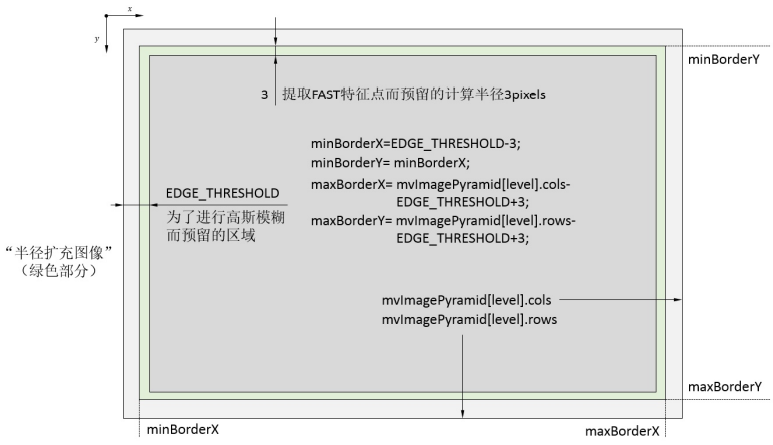 x
y
minBorderY
3 提取FAST特征点而预留的计算半径3pixels
minBorderX=EDGE_THRESHOLD-3;
minBorderY= minBorderX;
maxBorderX= mvImagePyramid[level].cols-
EDGE_THRESHOLD+3;
maxBorderY= mvImagePyramid[level].rows-
EDGE_THRESHOLD+3;
EDGE_THRESHOLD
为了进行高斯模糊
而预留的区域
“半径扩充图像”
（绿色部分）
mvImagePyramid[level].cols
mvImagePyramid[level].rows
maxBorderY
minBorderX
maxBorderX